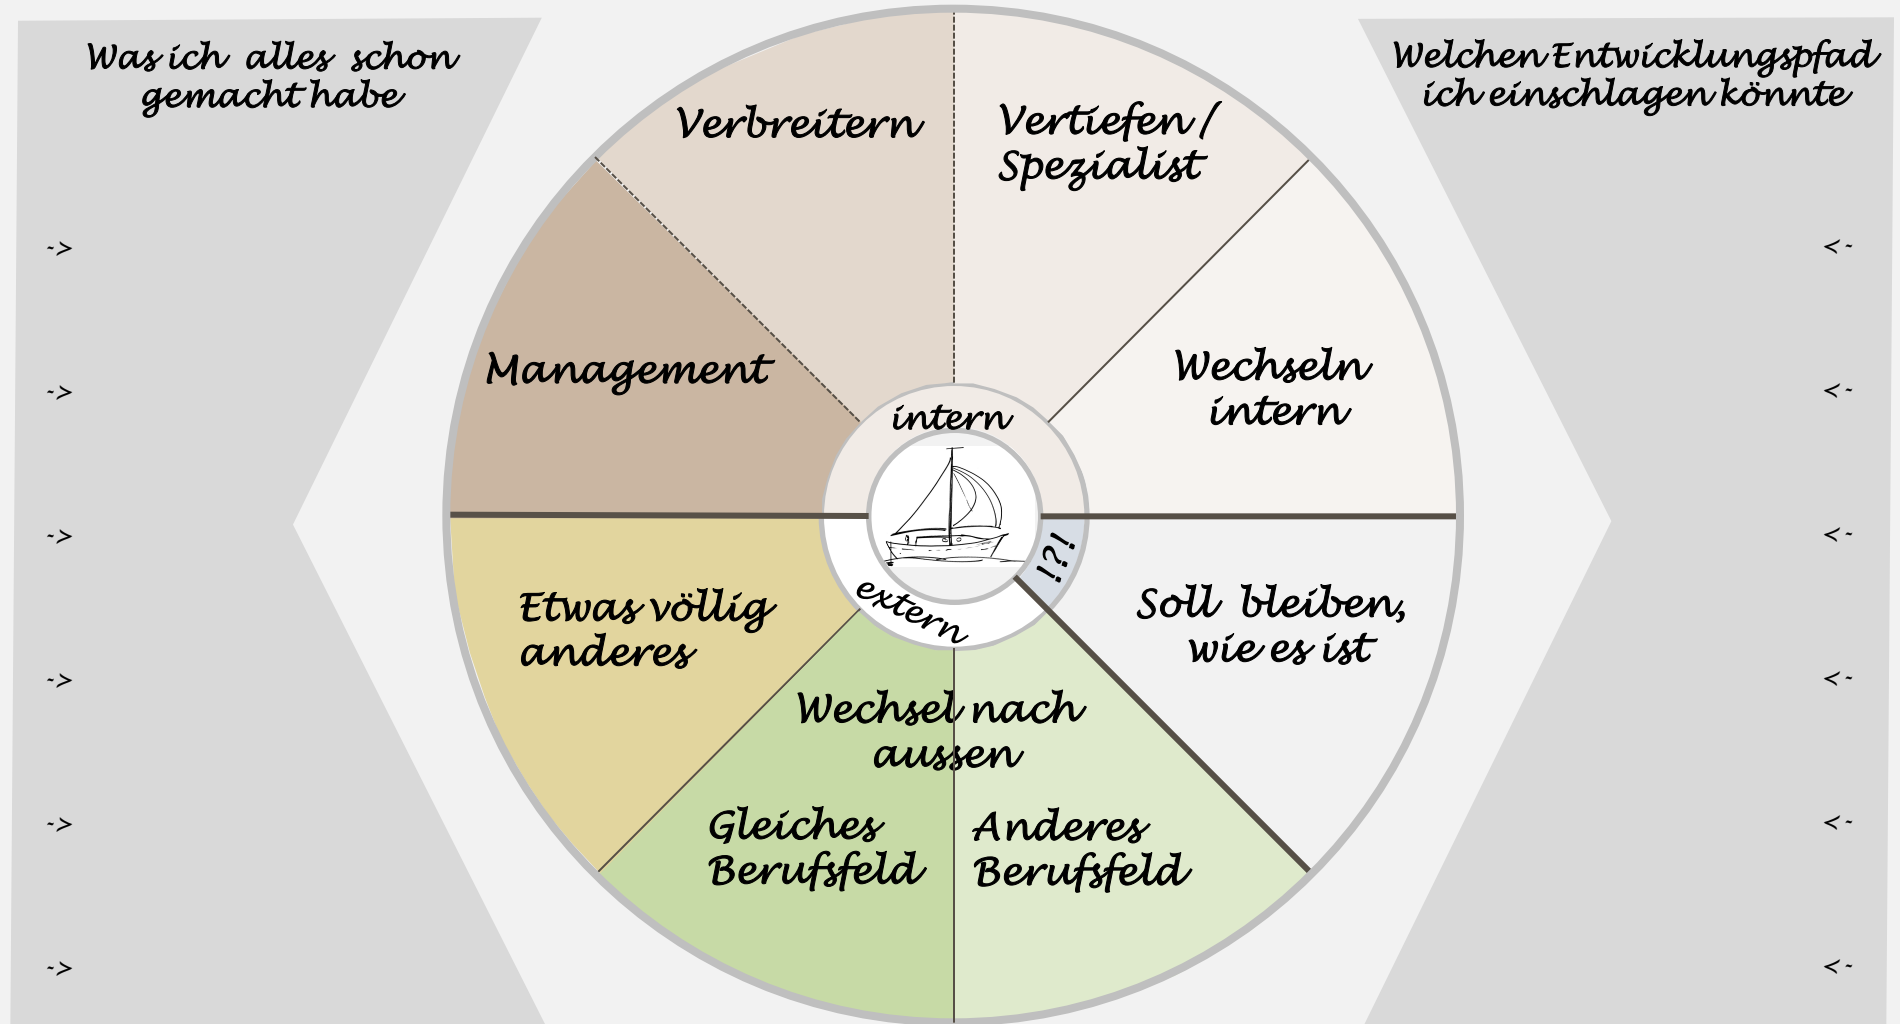 Was ich alles schon
gemacht habe
->
->
->
->
->
->
Verbreitern
Vertiefen/
Spezialist
Management
Wechseln
intern
intern
!?!
extern
Etwas völlig
anderes
Soll bleiben,
wie es ist
Wechsel nach
aussen
Gleiches
Berufsfeld
Anderes
Berufsfeld
Welchen Entwicklungspfad
ich einschlagen könnte
<-
<-
<-
<-
<-
<-